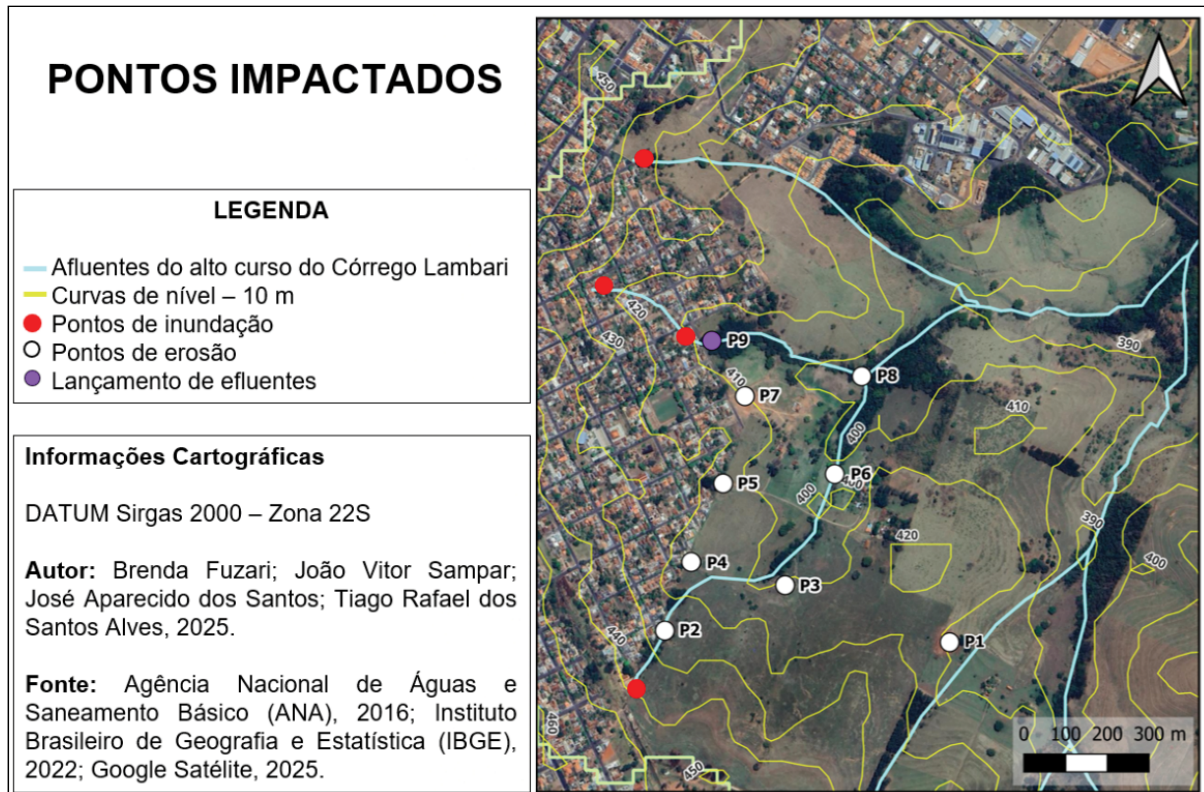 PONTOS IMPACTADOS
LEGENDA
Afluentes do alto curso do Córrego Lambari
Curvas de nível – 10 m
Pontos de inundação
Pontos de erosão
Lançamento de efluentes
Informações Cartográficas
DATUM Sirgas 2000 – Zona 22S
Autor: Brenda Fuzari; João Vitor Sampar;
José Aparecido dos Santos; Tiago Rafael dos
Santos Alves, 2025.
Fonte: Agência Nacional de Águas e
Saneamento Básico (ANA), 2016; Instituto
Brasileiro de Geografia e Estatística (IBGE),
2022; Google Satélite, 2025.
450
420
430
P9
390
P8
410
P7
410
400
P6
P5
400
420
390
400
P4
P3
P2
P1
440
460
450
0 100 200 300 m